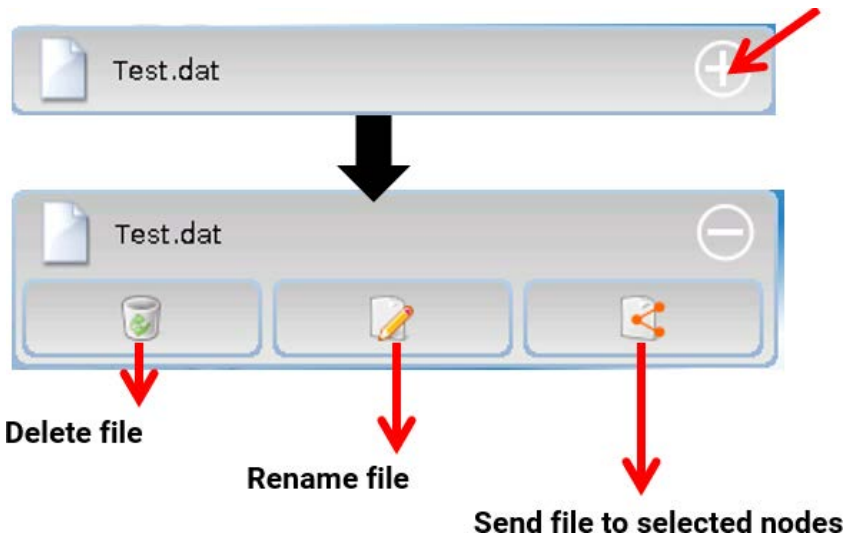 Test.dat
Test.dat
Delete file
Rename file
Send file to selected nodes